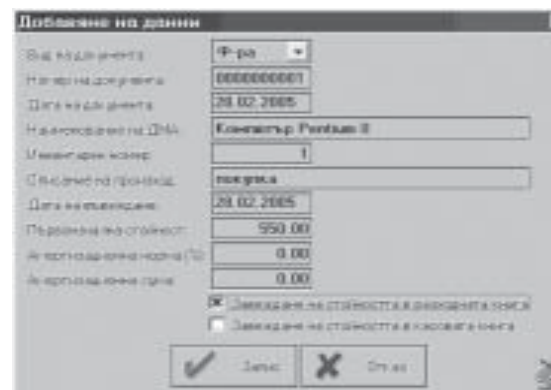 Добавяне на данни
Вид на документа: Ф-ра
Номер на документа: 0000000001
Дата на документа: 28.02.2005
Наименование на ДМА: Компютър Pentium II
Инвентарен номер: 1
Описание на произход: покупка
Дата на въвеждане: 28.02.2005
Първоначална стойност: 550.00
Амортизационна норма (%): 0.00
Амортизационна сума: 0.00
Завеждане на стойността в разходната книга
Завеждане на стойността в касовата книга
Запис Отказ